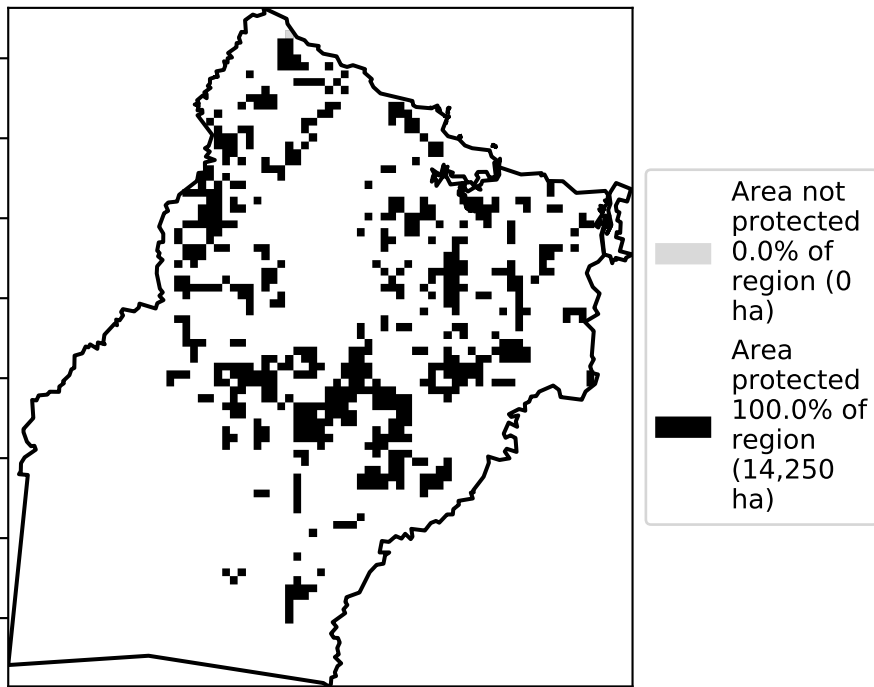 Area not
protected
0.0% of
region (0
ha)
Area
protected
100.0% of
region
(14,250
ha)